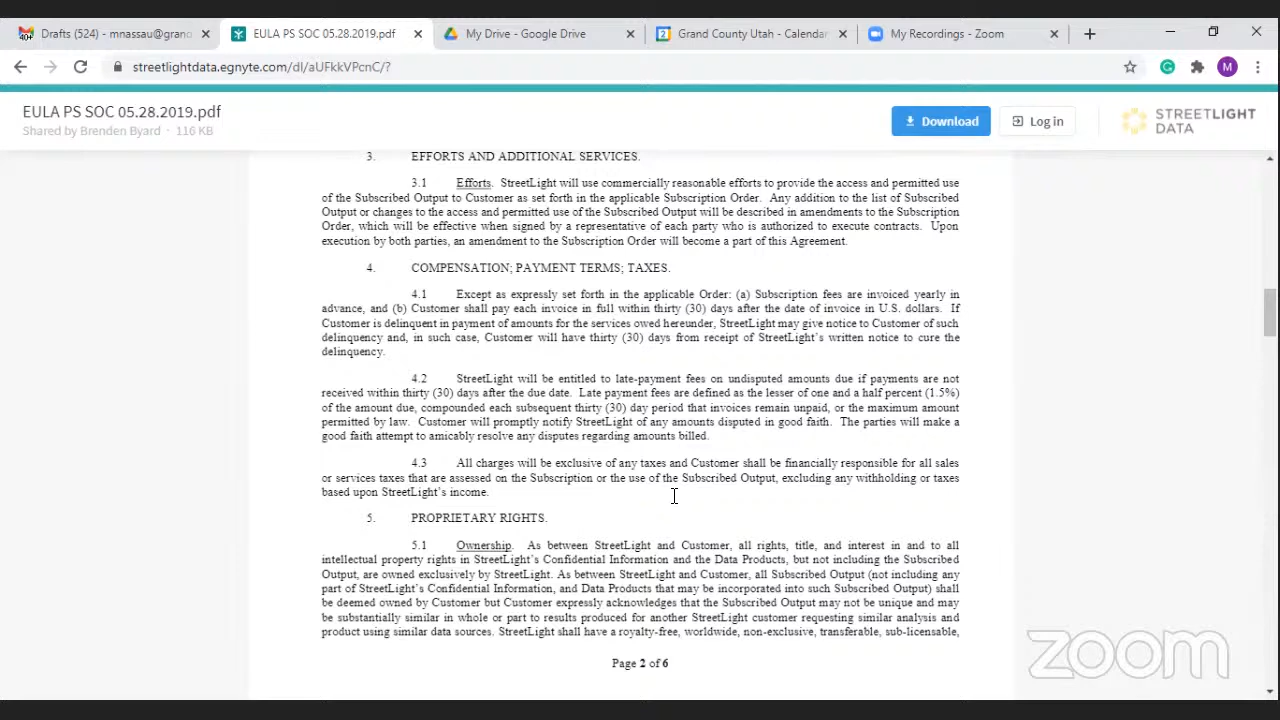 Drafts (524) - mnassau@grand
EULA PS SOC 05.28.2019.pdf
My Drive - Google Drive
Grand County Utah - Calendar
My Recordings - Zoom
streetlightdata.egnyte.com/dl/aUFkkVPcnC/?
M
EULA PS SOC 05.28.2019.pdf
Shared by Brenden Byard · 116 KB
Download
Log in
STREETLIGHT
DATA
3. EFFORTS AND ADDITIONAL SERVICES.
3.1 Efforts. StreetLight will use commercially reasonable efforts to provide the access and permitted use
of the Subscribed Output to Customer as set forth in the applicable Subscription Order. Any addition to the list of Subscribed
Output or changes to the access and permitted use of the Subscribed Output will be described in amendments to the Subscription
Order, which will be effective when signed by a representative of each party who is authorized to execute contracts. Upon
execution by both parties, an amendment to the Subscription Order will become a part of this Agreement.
4. COMPENSATION; PAYMENT TERMS; TAXES.
4.1 Except as expressly set forth in the applicable Order: (a) Subscription fees are invoiced yearly in
advance, and (b) Customer shall pay each invoice in full within thirty (30) days after the date of invoice in U.S. dollars. If
Customer is delinquent in payment of amounts for the services owed hereunder, StreetLight may give notice to Customer of such
delinquency and, in such case, Customer will have thirty (30) days from receipt of StreetLight's written notice to cure the
delinquency.
4.2 StreetLight will be entitled to late-payment fees on undisputed amounts due if payments are not
received within thirty (30) days after the due date. Late payment fees are defined as the lesser of one and a half percent (1.5%)
of the amount due, compounded each subsequent thirty (30) day period that invoices remain unpaid, or the maximum amount
permitted by law. Customer will promptly notify StreetLight of any amounts disputed in good faith. The parties will make a
good faith attempt to amicably resolve any disputes regarding amounts billed.
4.3 All charges will be exclusive of any taxes and Customer shall be financially responsible for all sales
or services taxes that are assessed on the Subscription or the use of the Subscribed Output, excluding any withholding or taxes
based upon StreetLight's income.
5. PROPRIETARY RIGHTS.
5.1 Ownership. As between StreetLight and Customer, all rights, title, and interest in and to all
intellectual property rights in StreetLight's Confidential Information and the Data Products, but not including the Subscribed
Output, are owned exclusively by StreetLight. As between StreetLight and Customer, all Subscribed Output (not including any
part of StreetLight's Confidential Information, and Data Products that may be incorporated into such Subscribed Output) shall
be deemed owned by Customer but Customer expressly acknowledges that the Subscribed Output may not be unique and may
be substantially similar in whole or part to results produced for another StreetLight customer requesting similar analysis and
product using similar data sources. StreetLight shall have a royalty-free, worldwide, non-exclusive, transferable, sub-licensable,
Page 2 of 6
zoom